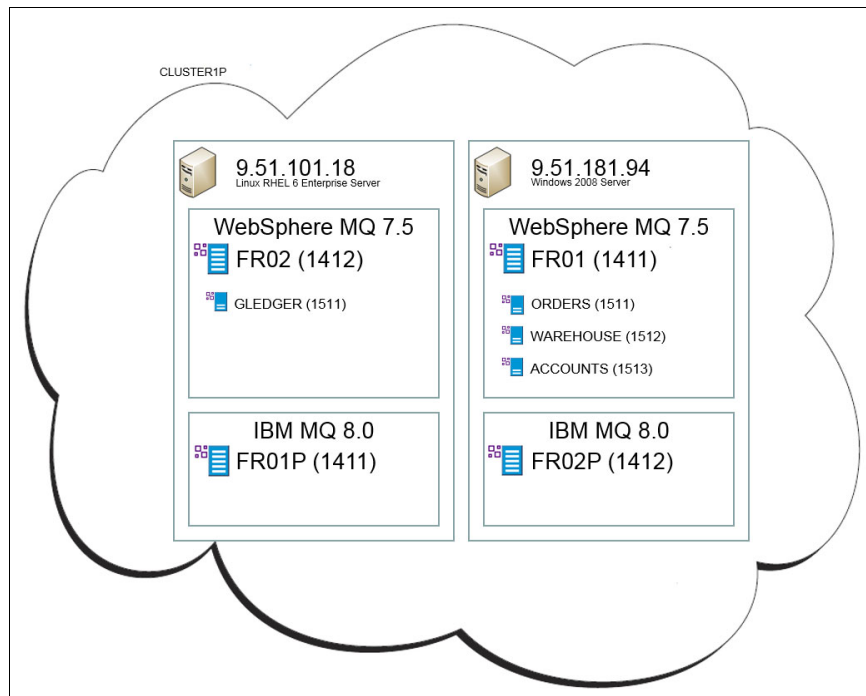 CLUSTER1P
9.51.101.18
Linux RHEL 6 Enterprise Server
WebSphere MQ 7.5
FR02 (1412)
GLEDGER (1511)
IBM MQ 8.0
FR01P (1411)
9.51.181.94
Windows 2008 Server
WebSphere MQ 7.5
FR01 (1411)
ORDERS (1511)
WAREHOUSE (1512)
ACCOUNTS (1513)
IBM MQ 8.0
FR02P (1412)